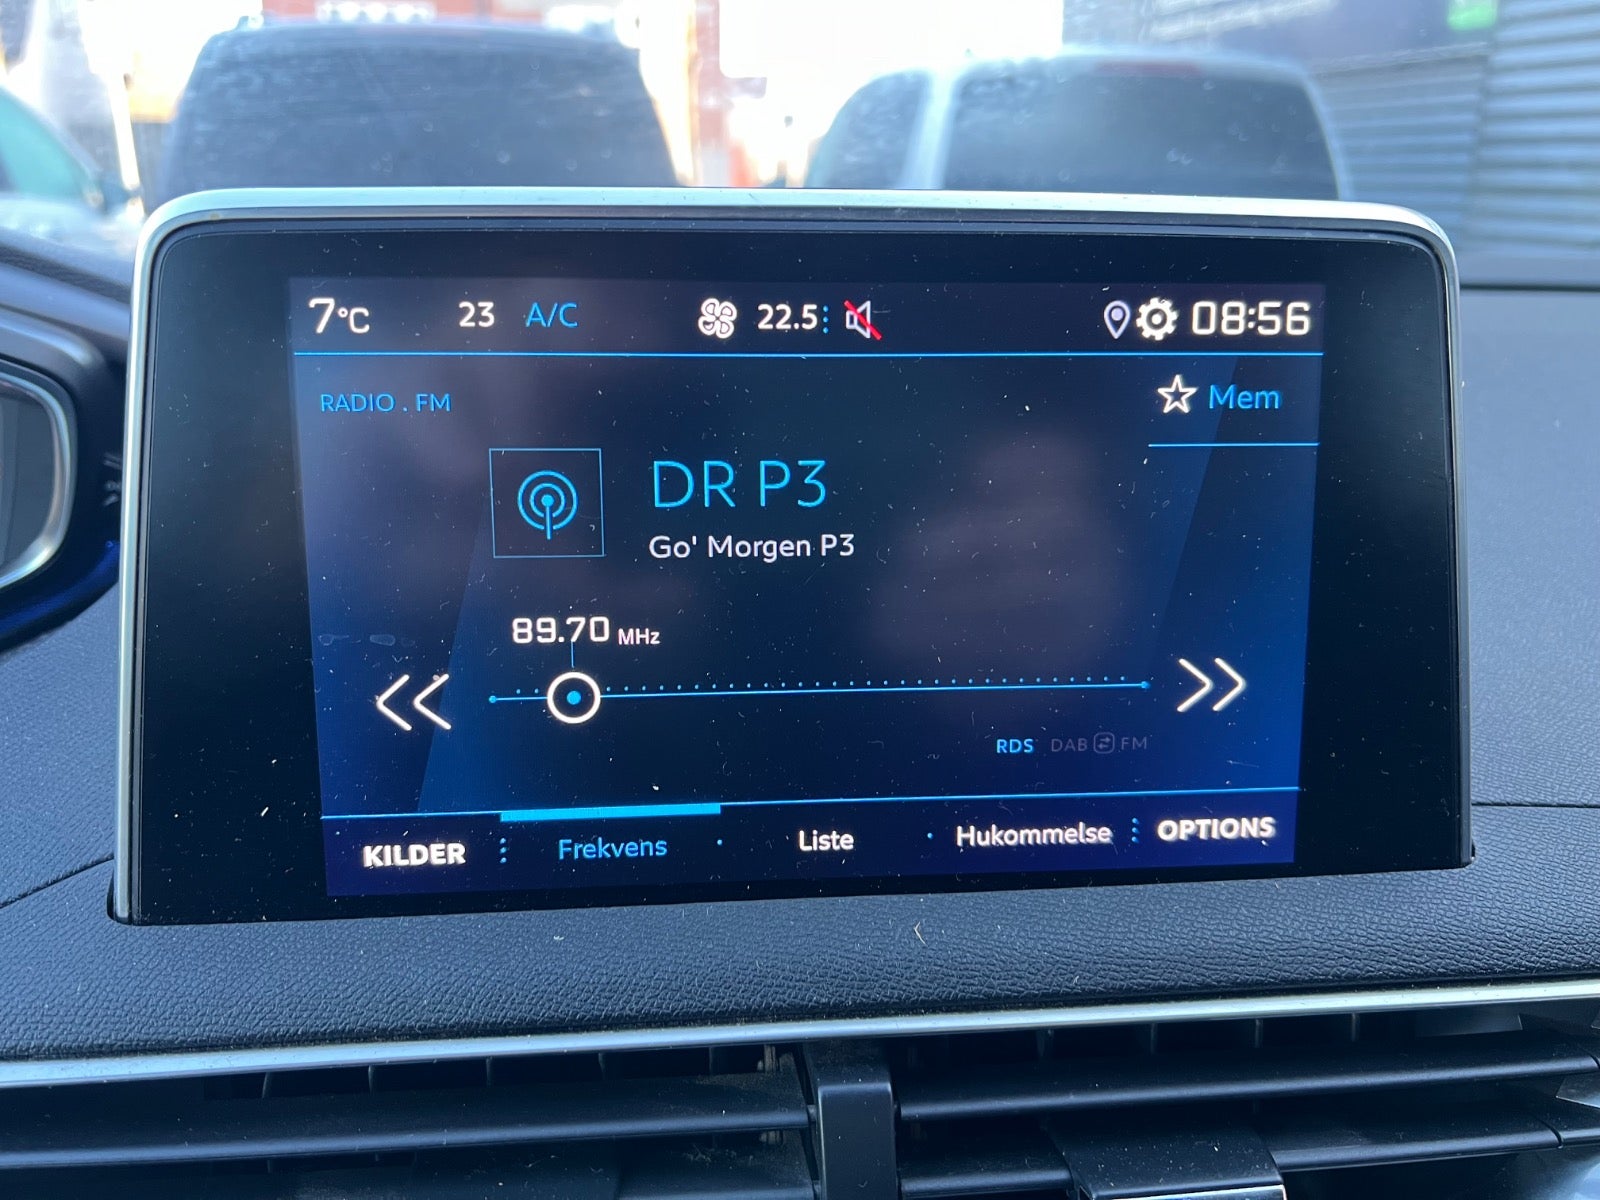 7°C 23 A/C 22.5 08:56
RADIO . FM
Mem
DR P3
Go' Morgen P3
89.70 MHz
RDS DAB FM
KILDER Frekvens Liste Hukommelse OPTIONS